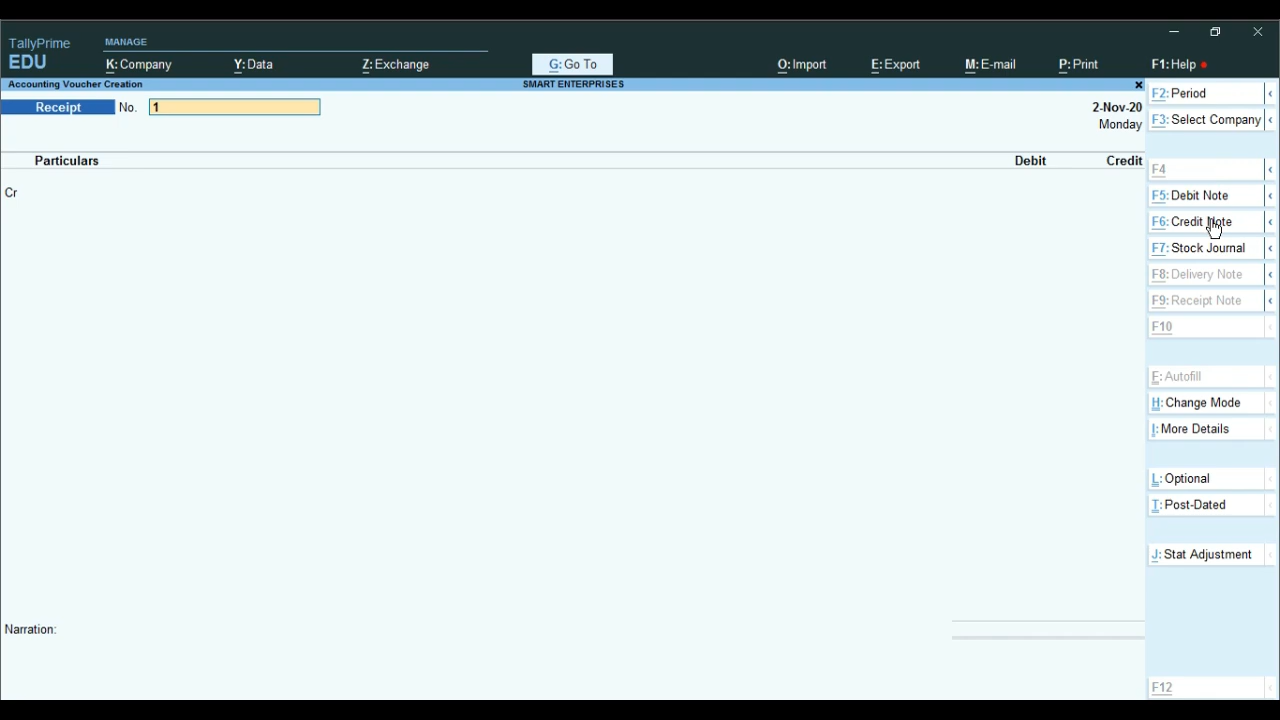 TallyPrime MANAGE
EDU K: Company Y: Data Z: Exchange G: Go To O: Import E: Export M: E-mail P: Print F1: Help
Accounting Voucher Creation SMART ENTERPRISES x
Receipt No. 1 2-Nov-20
Monday
Particulars Debit Credit
Cr
Narration:
F2: Period
F3: Select Company
F4
F5: Debit Note
F6: Credit Note
F7: Stock Journal
F8: Delivery Note
F9: Receipt Note
F10
F: Autofill
H: Change Mode
I: More Details
L: Optional
T: Post-Dated
J: Stat Adjustment
F12